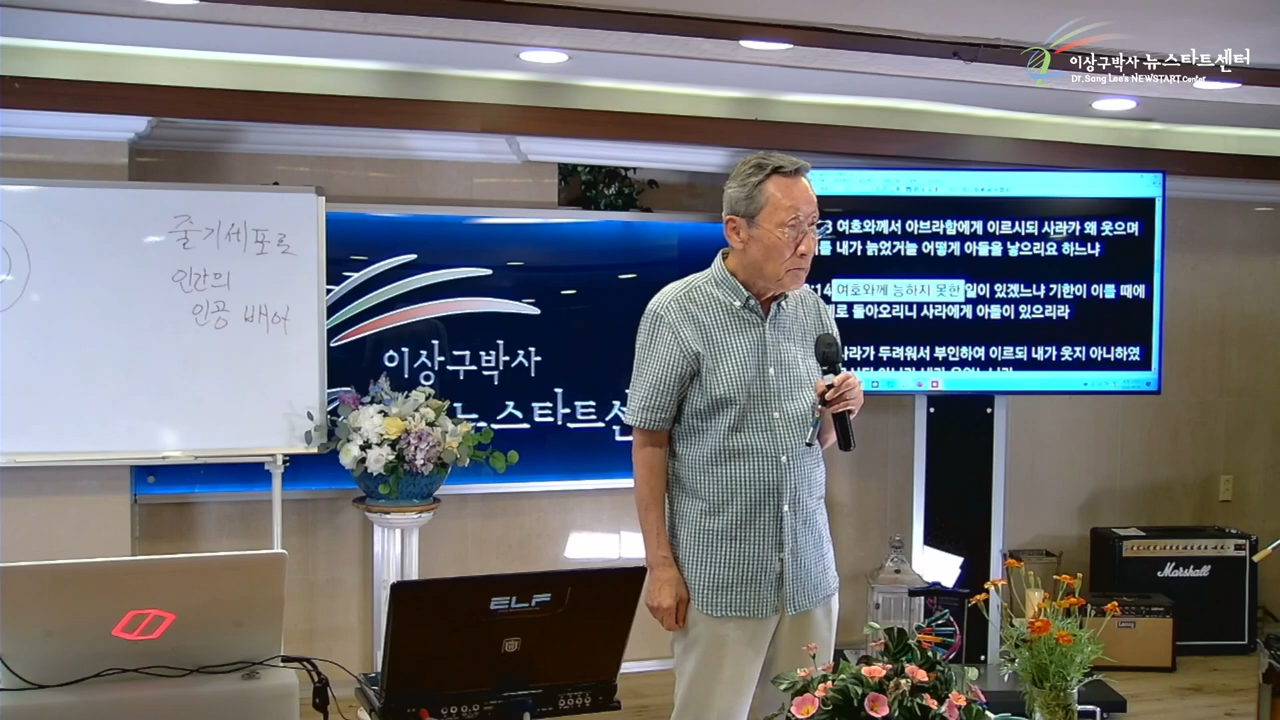 이상구박사 뉴스타트센터
Dr. Sang Lee's NEWSTART Center
줄기세포로
인간의
인공 배아
이상구박사
뉴스타트센
3 여호와께서 아브라함에게 이르시되 사라가 왜 웃으며
내가 늙었거늘 어떻게 아들을 낳으리요 하느냐
:14 여호와께 능하지 못한 일이 있겠느냐 기한이 이를 때에
로 돌아오리니 사라에게 아들이 있으리라
사라가 두려워서 부인하여 이르되 내가 웃지 아니하였
ELF
Marshall
Laney